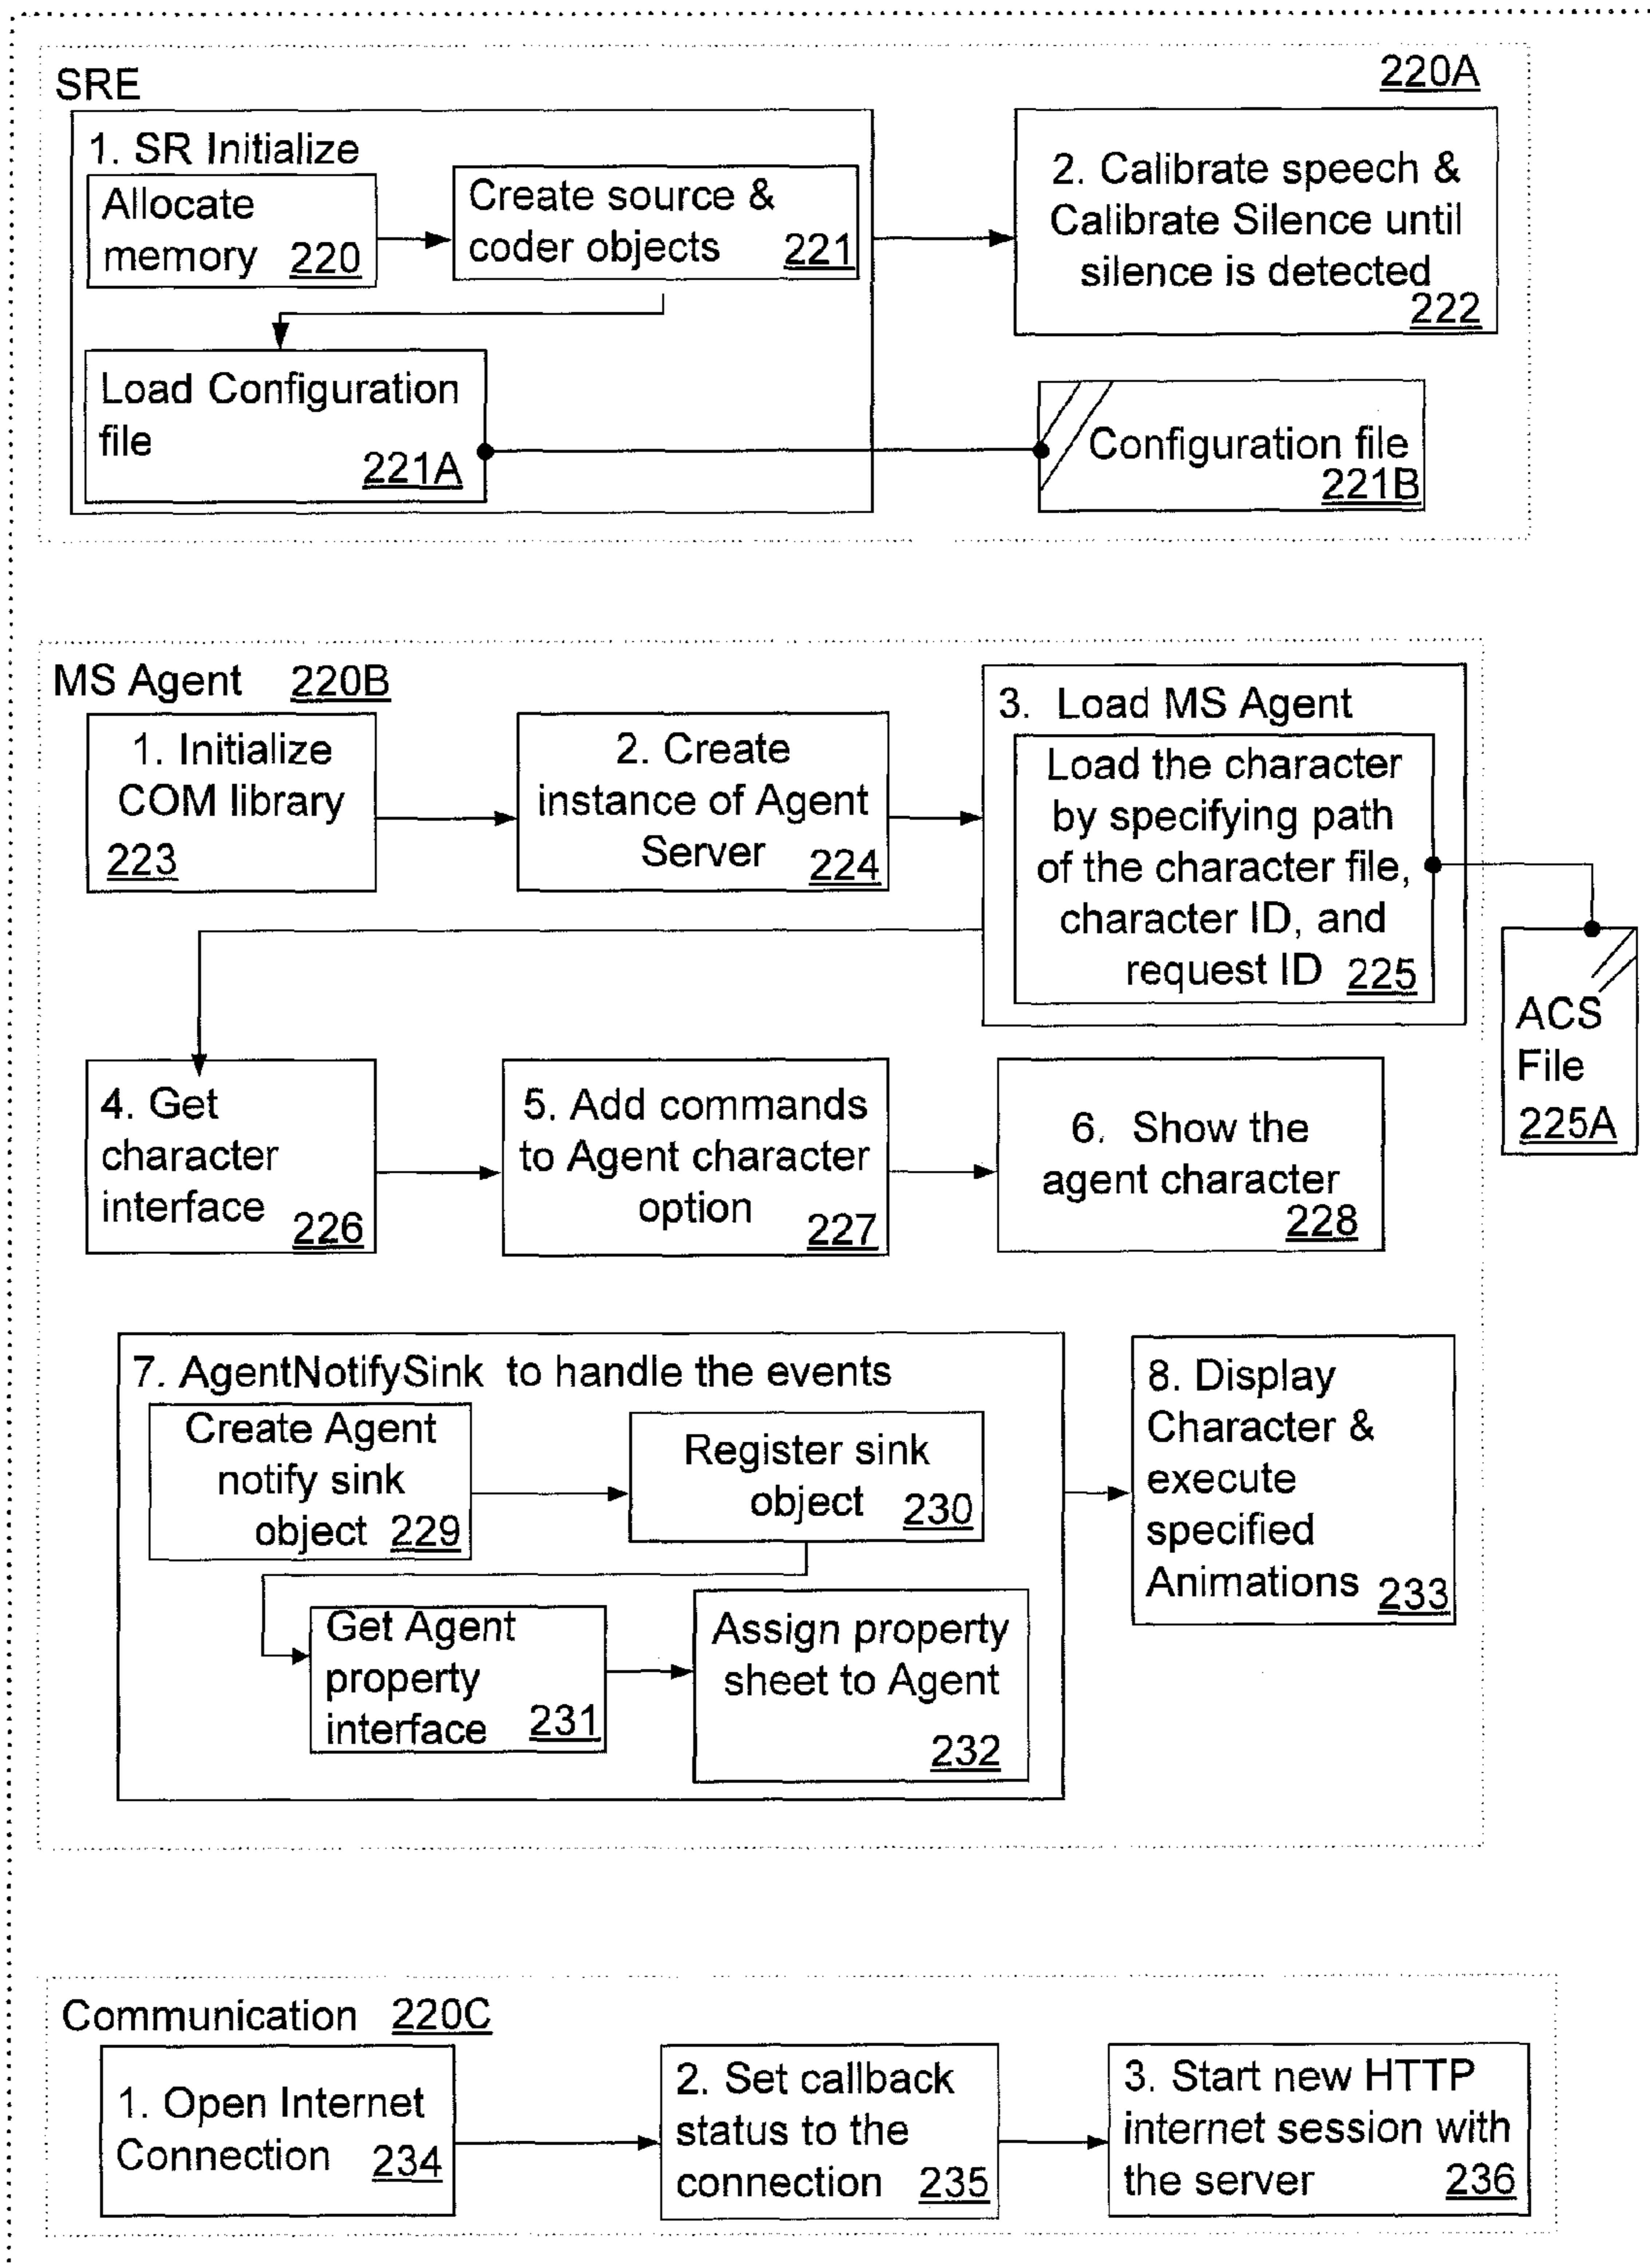 SRE
220A
1. SR Initialize
Allocate
memory 220
Create source &
coder objects 221
2. Calibrate speech &
Calibrate Silence until
silence is detected
222
Load Configuration
file
221A
Configuration file
221B
MS Agent 220B
1. Initialize
COM library
223
2. Create
instance of Agent
Server 224
3. Load MS Agent
Load the character
by specifying path
of the character file,
character ID, and
request ID 225
ACS
File
225A
4. Get
character
interface 226
5. Add commands
to Agent character
option 227
6. Show the
agent character
228
7. AgentNotifySink to handle the events
Create Agent
notify sink
object 229
Register sink
object 230
Get Agent
property
interface 231
Assign property
sheet to Agent
232
8. Display
Character &
execute
specified
Animations 233
Communication 220C
1. Open Internet
Connection 234
2. Set callback
status to the
connection 235
3. Start new HTTP
internet session with
the server 236